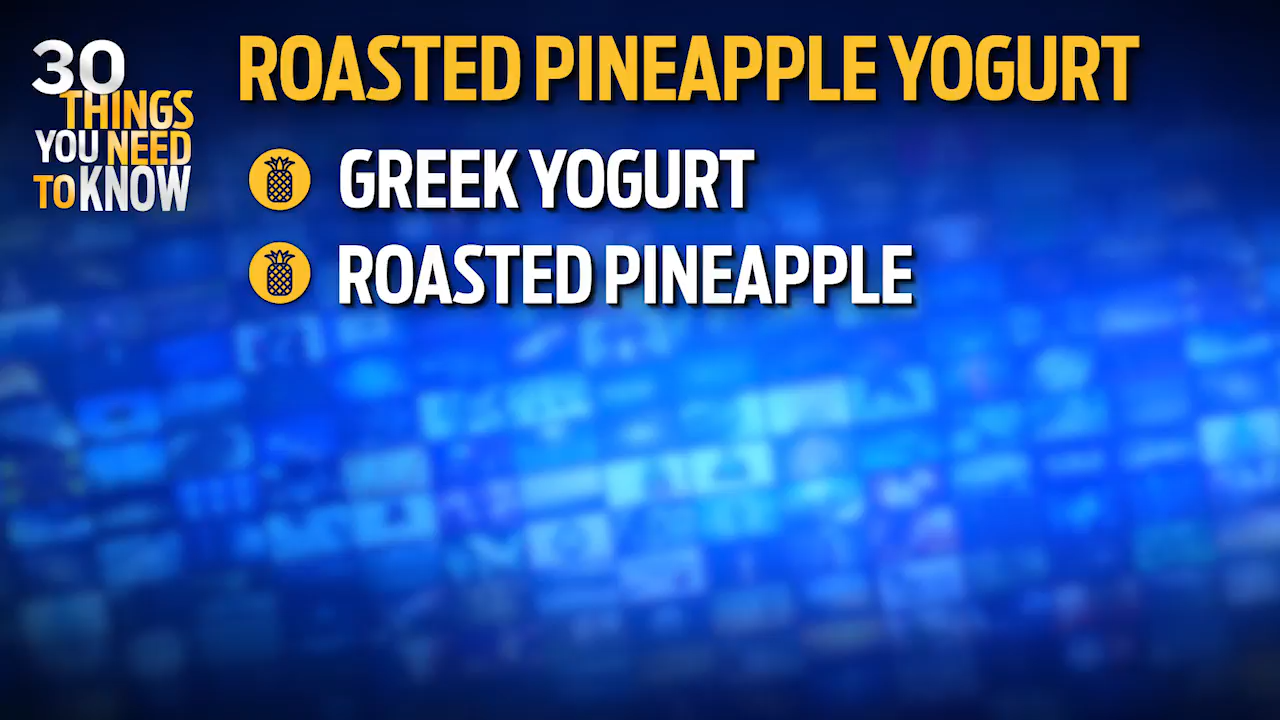 30
THINGS
YOU NEED
TO KNOW
ROASTED PINEAPPLE YOGURT
GREEK YOGURT
ROASTED PINEAPPLE